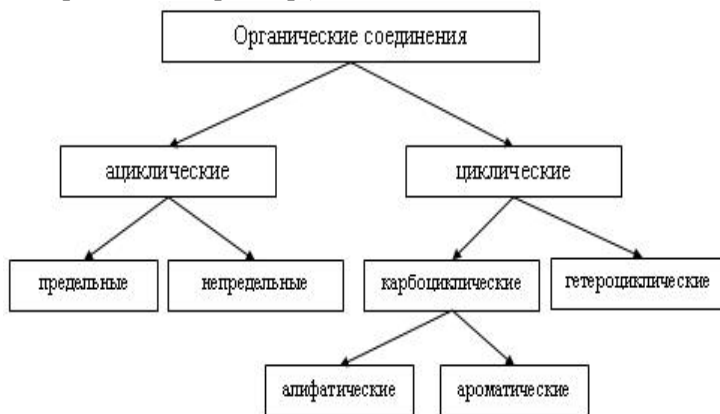 Органические соединения
ациклические
циклические
предельные
непредельные
карбоциклические
гетероциклические
алифатические
ароматические